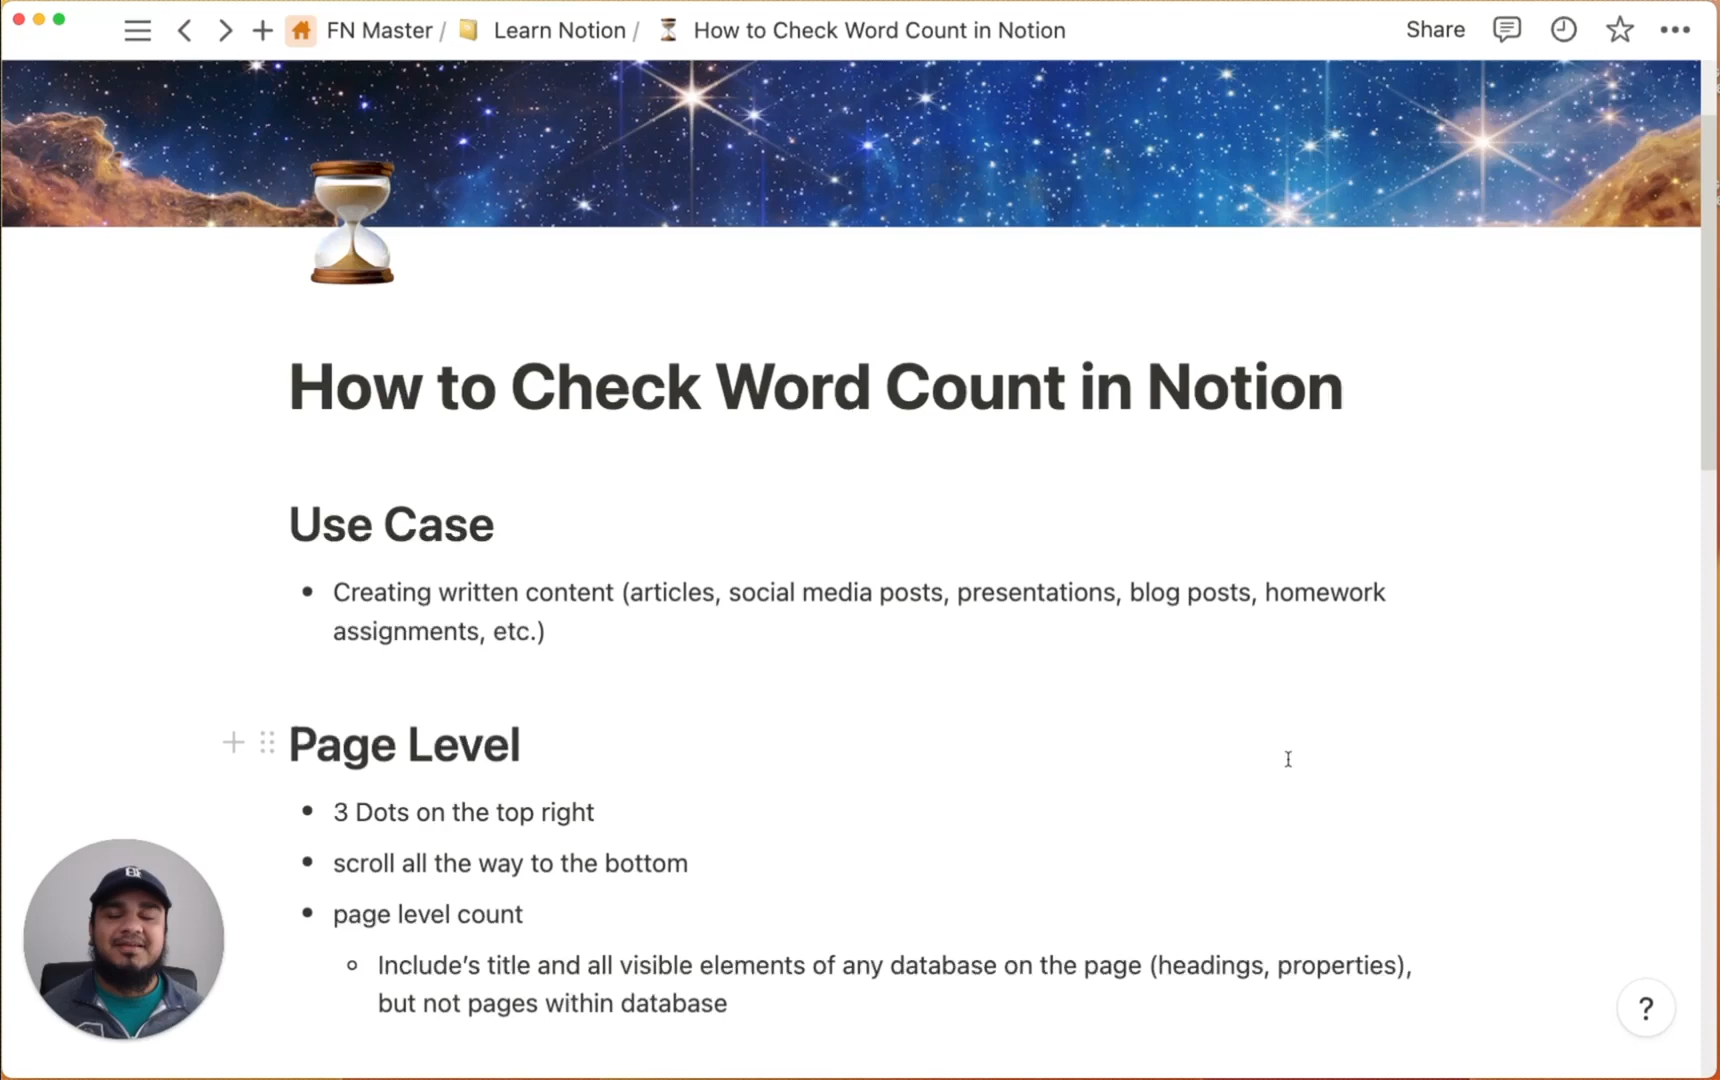 FN Master / Learn Notion / How to Check Word Count in Notion Share
How to Check Word Count in Notion
Use Case
• Creating written content (articles, social media posts, presentations, blog posts, homework
assignments, etc.)
Page Level
• 3 Dots on the top right
• scroll all the way to the bottom
• page level count
◦ Include’s title and all visible elements of any database on the page (headings, properties),
but not pages within database
?